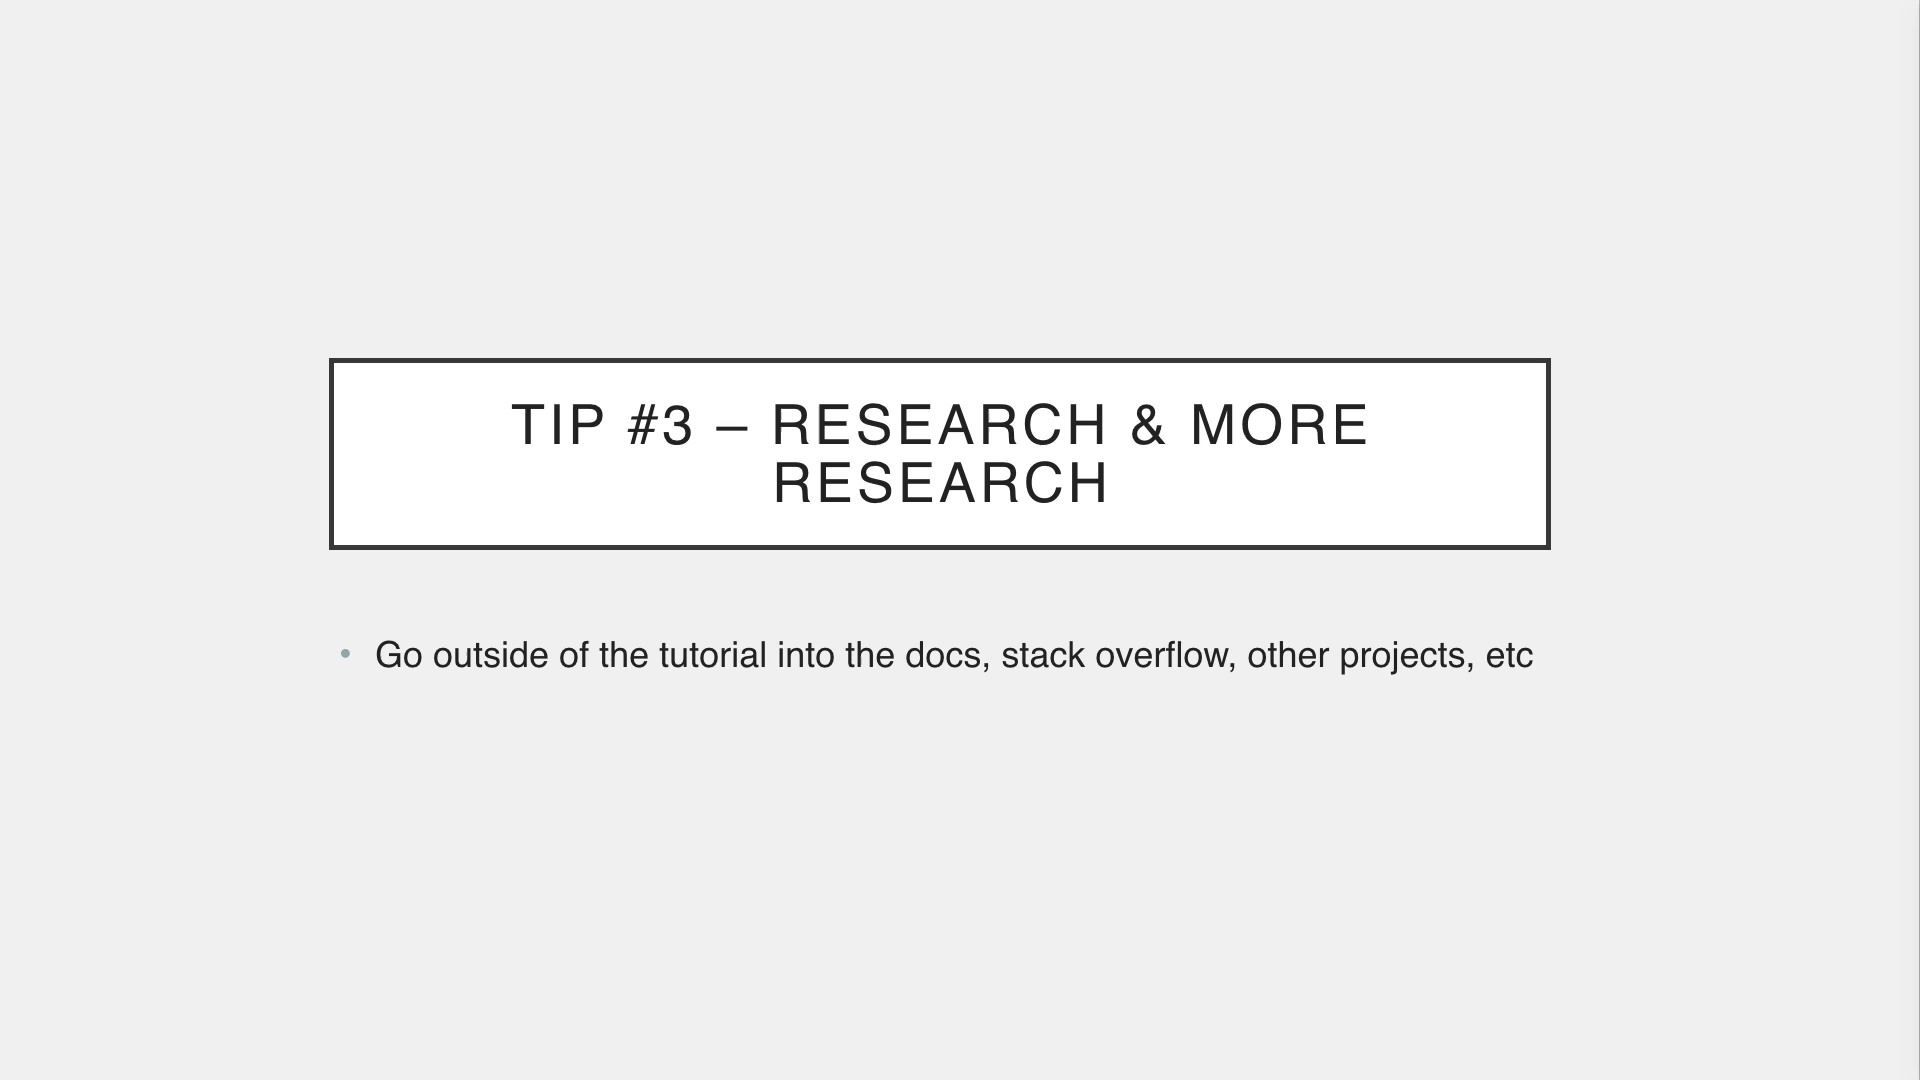 TIP #3 – RESEARCH & MORE
RESEARCH
• Go outside of the tutorial into the docs, stack overflow, other projects, etc